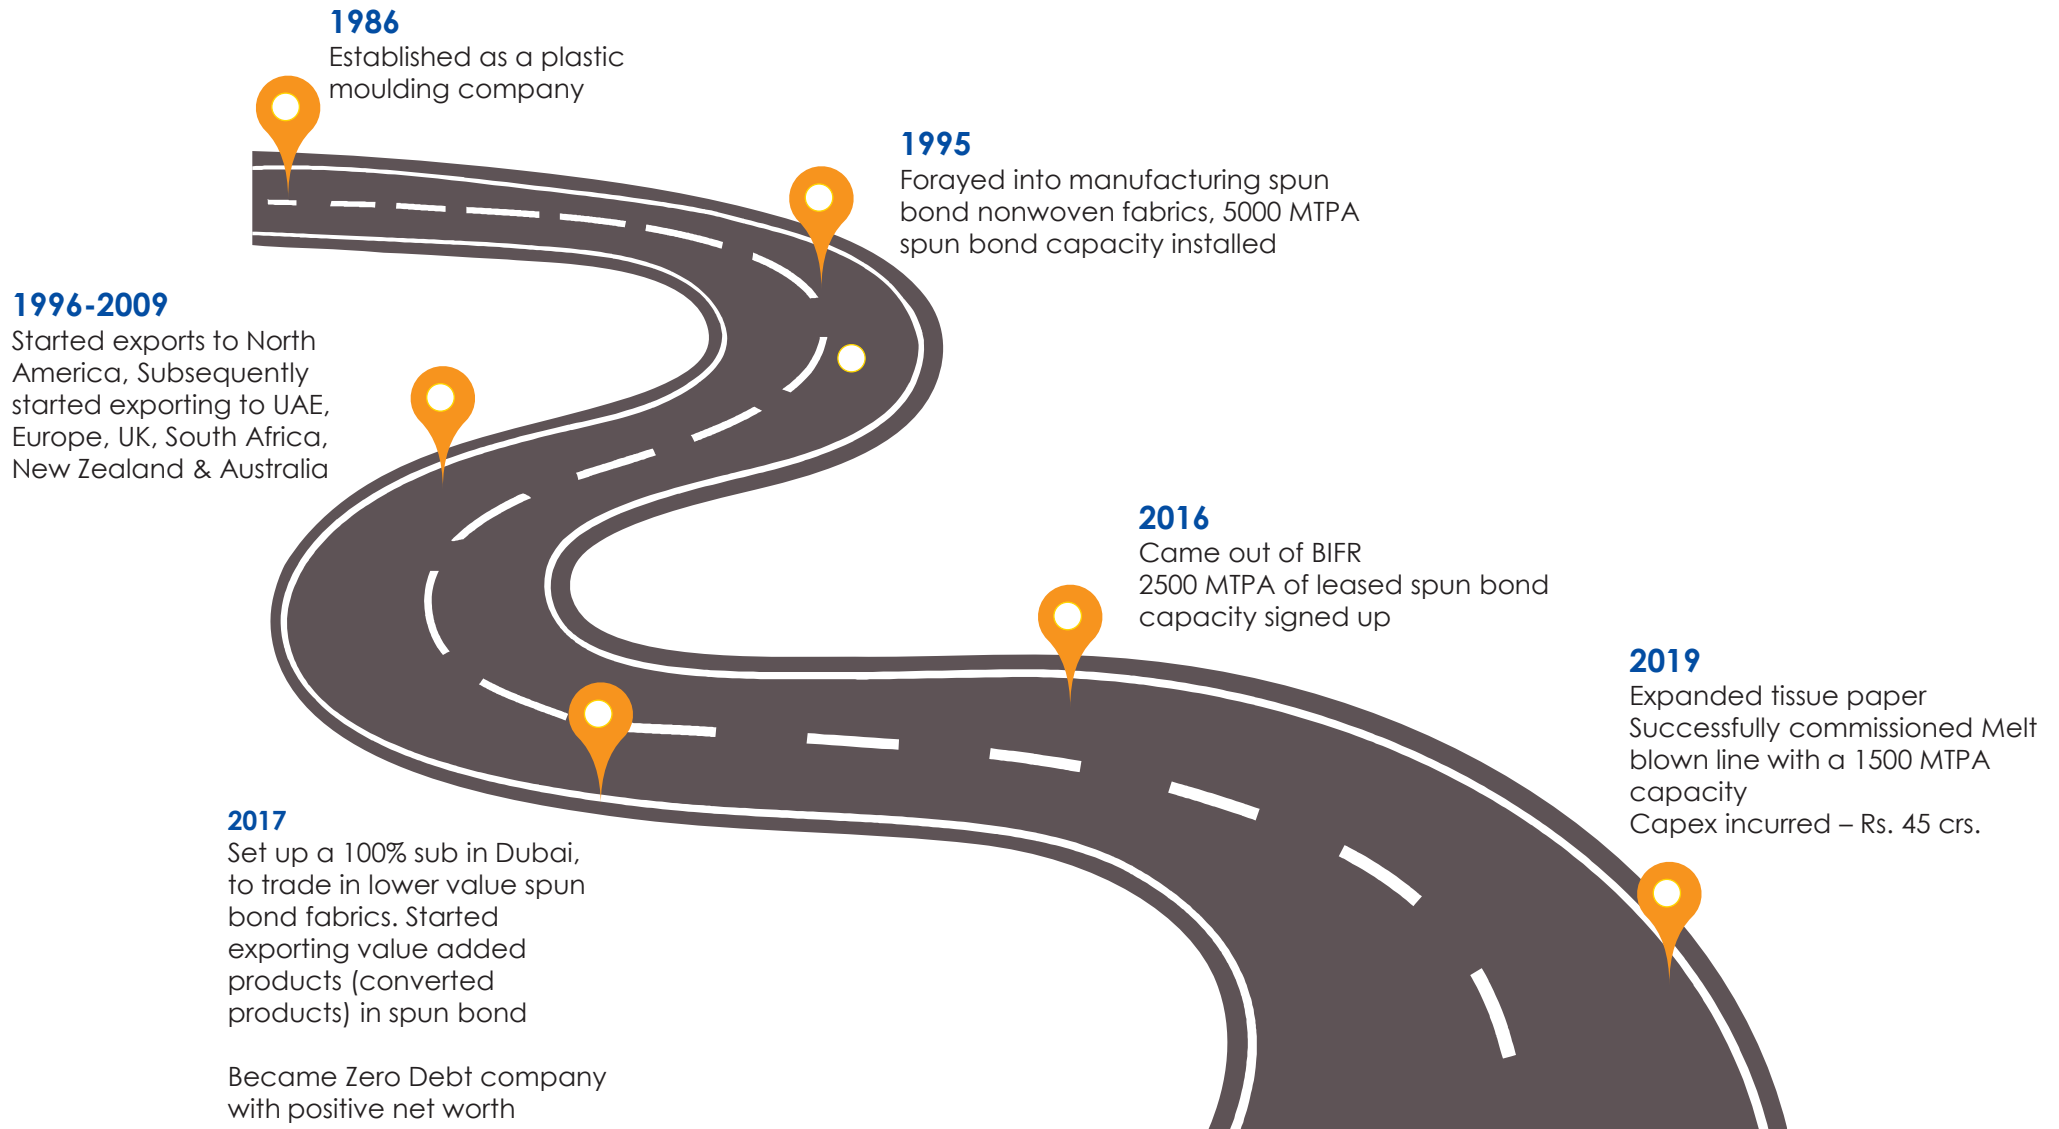 1986
Established as a plastic
moulding company
1995
Forayed into manufacturing spun
bond nonwoven fabrics, 5000 MTPA
spun bond capacity installed
1996-2009
Started exports to North
America, Subsequently
started exporting to UAE,
Europe, UK, South Africa,
New Zealand & Australia
2016
Came out of BIFR
2500 MTPA of leased spun bond
capacity signed up
2017
Set up a 100% sub in Dubai,
to trade in lower value spun
bond fabrics. Started
exporting value added
products (converted
products) in spun bond
Became Zero Debt company
with positive net worth
2019
Expanded tissue paper
Successfully commissioned Melt
blown line with a 1500 MTPA
capacity
Capex incurred – Rs. 45 crs.